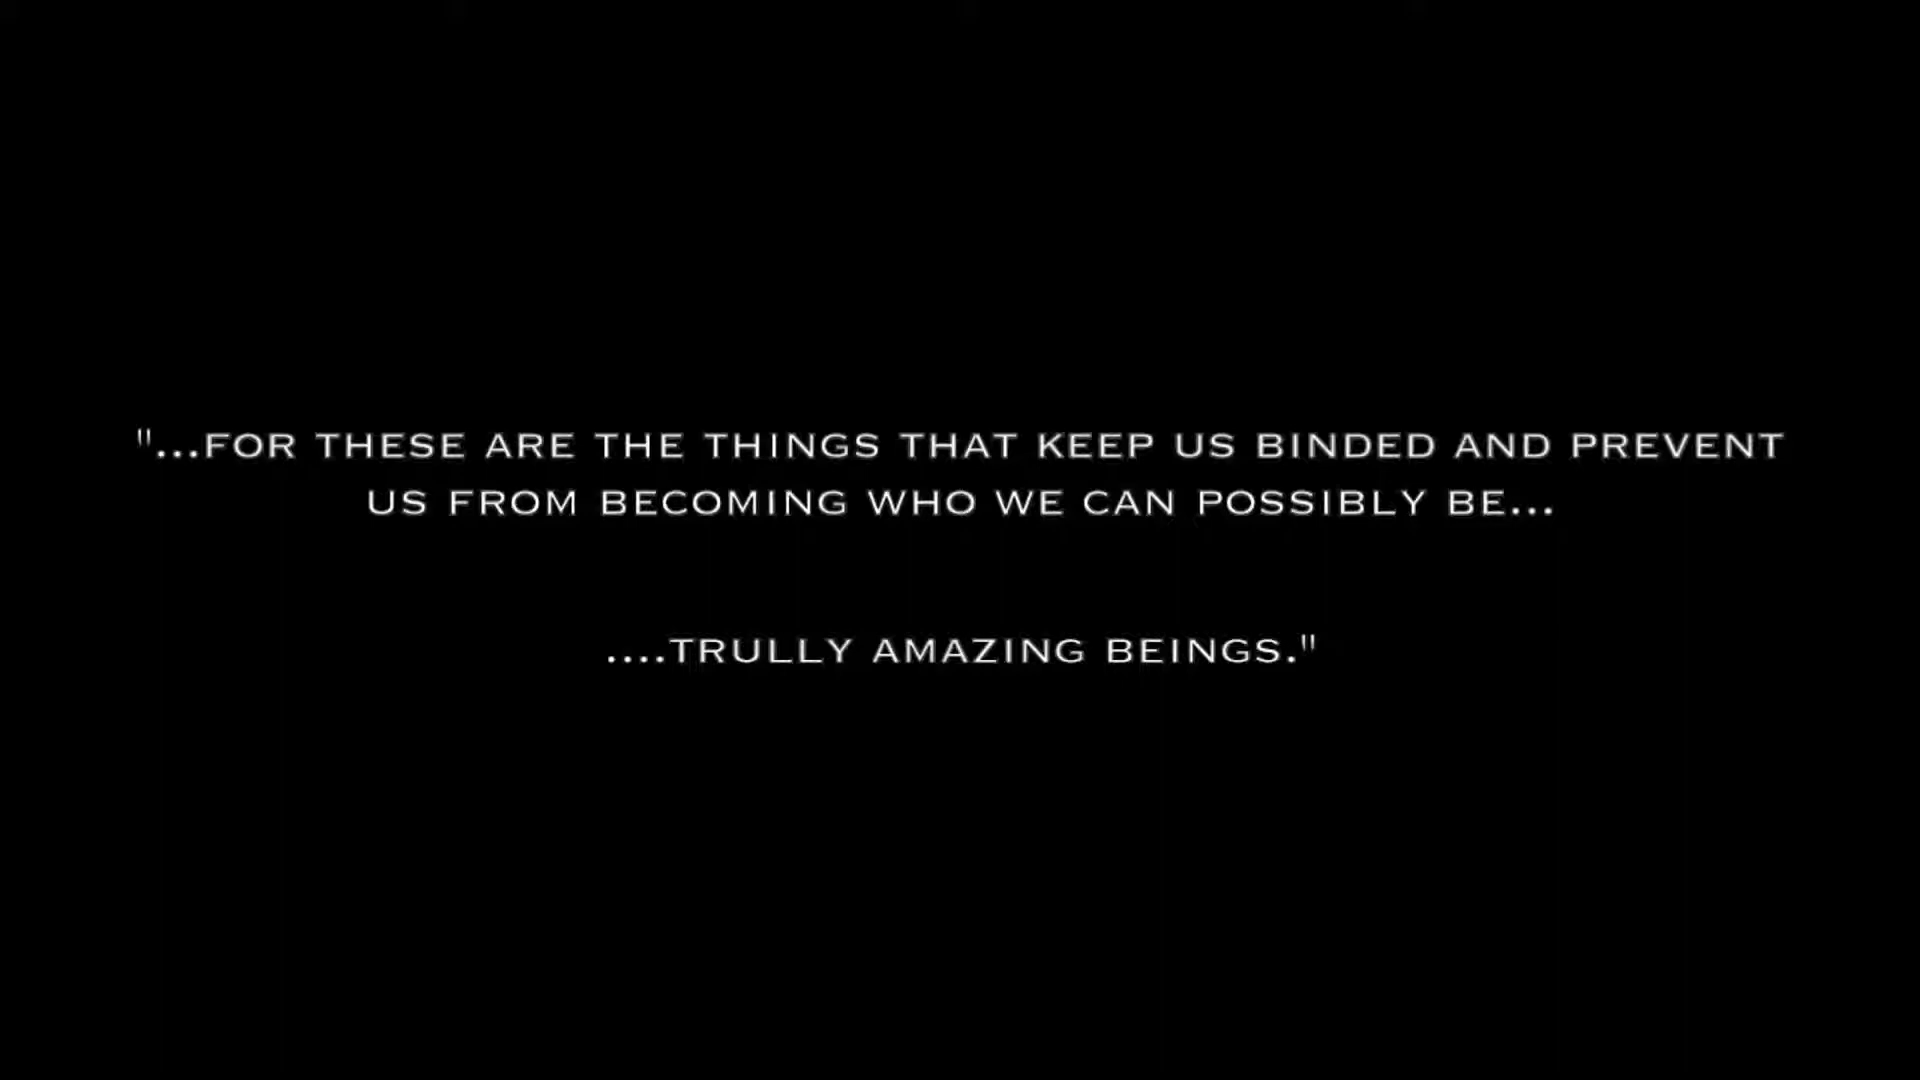 "...FOR THESE ARE THE THINGS THAT KEEP US BINDED AND PREVENT
US FROM BECOMING WHO WE CAN POSSIBLY BE...
....TRULLY AMAZING BEINGS."